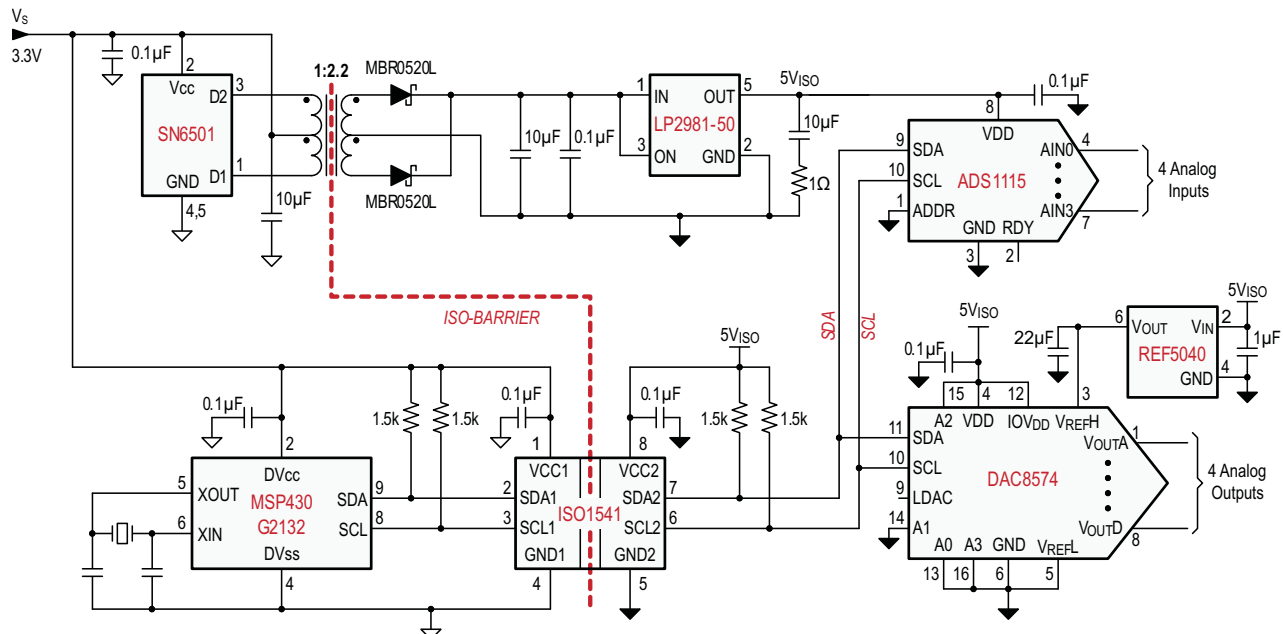 VS
3.3V
0.1µF
2
Vcc
3
D2
SN6501
D1
1
GND
4,5
10µF
1:2.2
MBR0520L
MBR0520L
10µF
0.1µF
1
IN
OUT
5
LP2981-50
3
ON
GND
2
5VISO
10µF
1Ω
0.1µF
8
VDD
9
SDA
AIN0
4
10
SCL
ADS1115
4 Analog
Inputs
1
ADDR
AIN3
7
GND
RDY
3
2
ISO-BARRIER
SDA
SCL
5VISO
0.1µF
22µF
6
VOUT
VIN
2
5VISO
REF5040
1µF
GND
4
0.1µF
2
DVcc
5
XOUT
MSP430
G2132
SDA
9
6
XIN
SCL
8
DVss
4
1.5k
1.5k
0.1µF
1
VCC1
2
SDA1
3
SCL1
GND1
4
ISO1541
5VISO
0.1µF
8
VCC2
SDA2
7
SCL2
6
GND2
5
1.5k
1.5k
15
4
12
3
A2
VDD
IOVDD
VREFH
11
SDA
VOUTA
1
10
SCL
DAC8574
4 Analog
Outputs
9
LDAC
14
A1
VOUTD
8
A0
A3
GND
VREFL
13
16
6
5